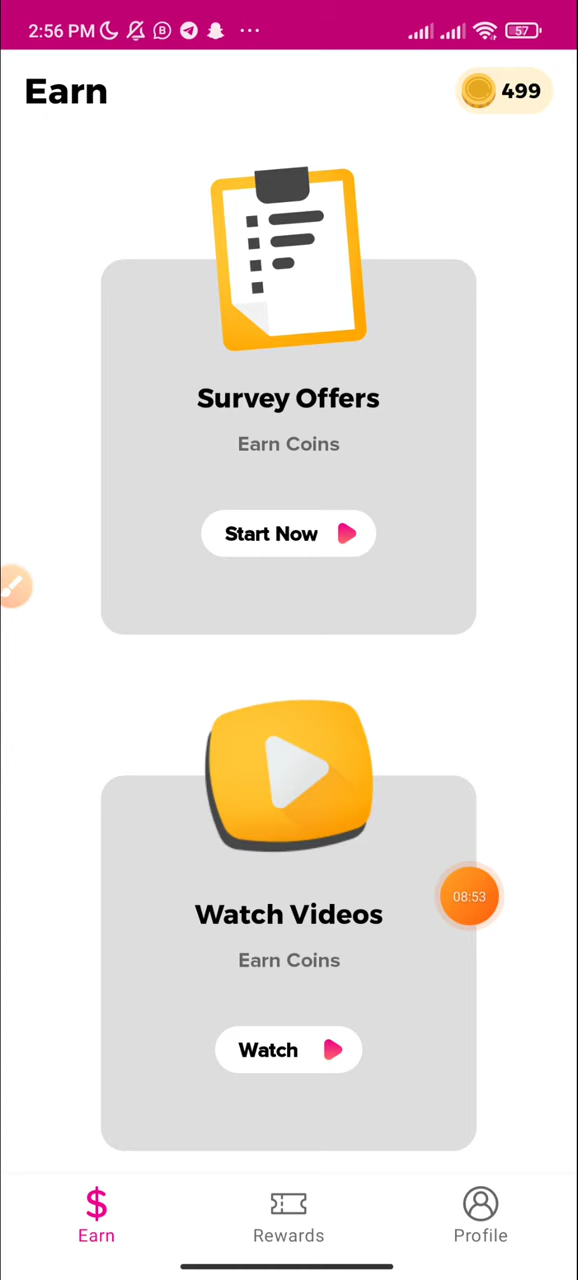 2:56 PM B ... 57
Earn
499
Survey Offers
Earn Coins
Start Now
Watch Videos
08:53
Earn Coins
Watch
$
Earn
Rewards
Profile